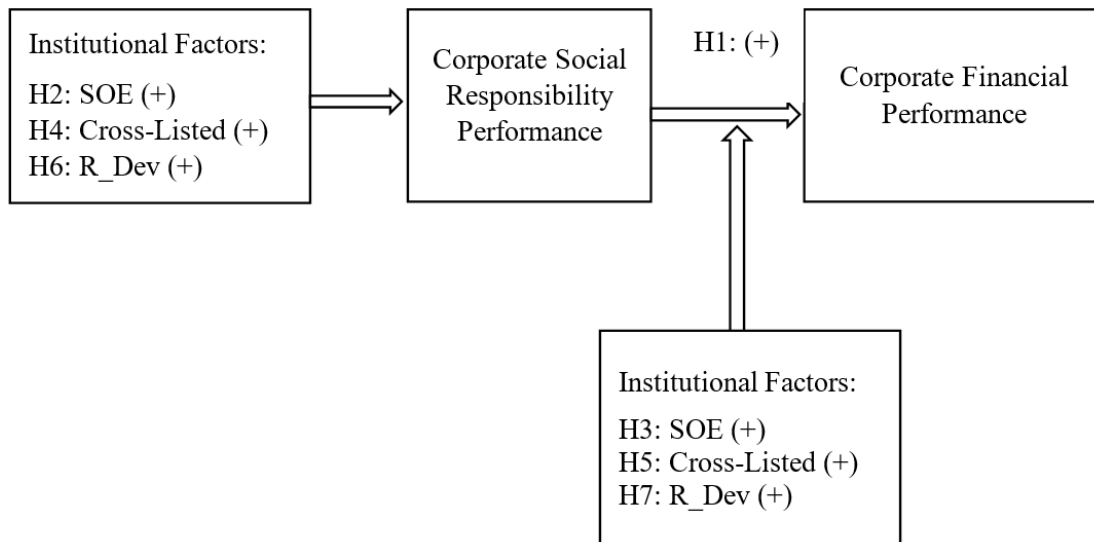 Institutional Factors:
H2: SOE (+)
H4: Cross-Listed (+)
H6: R_Dev (+)
Corporate Social
Responsibility
Performance
H1: (+)
Corporate Financial
Performance
Institutional Factors:
H3: SOE (+)
H5: Cross-Listed (+)
H7: R_Dev (+)